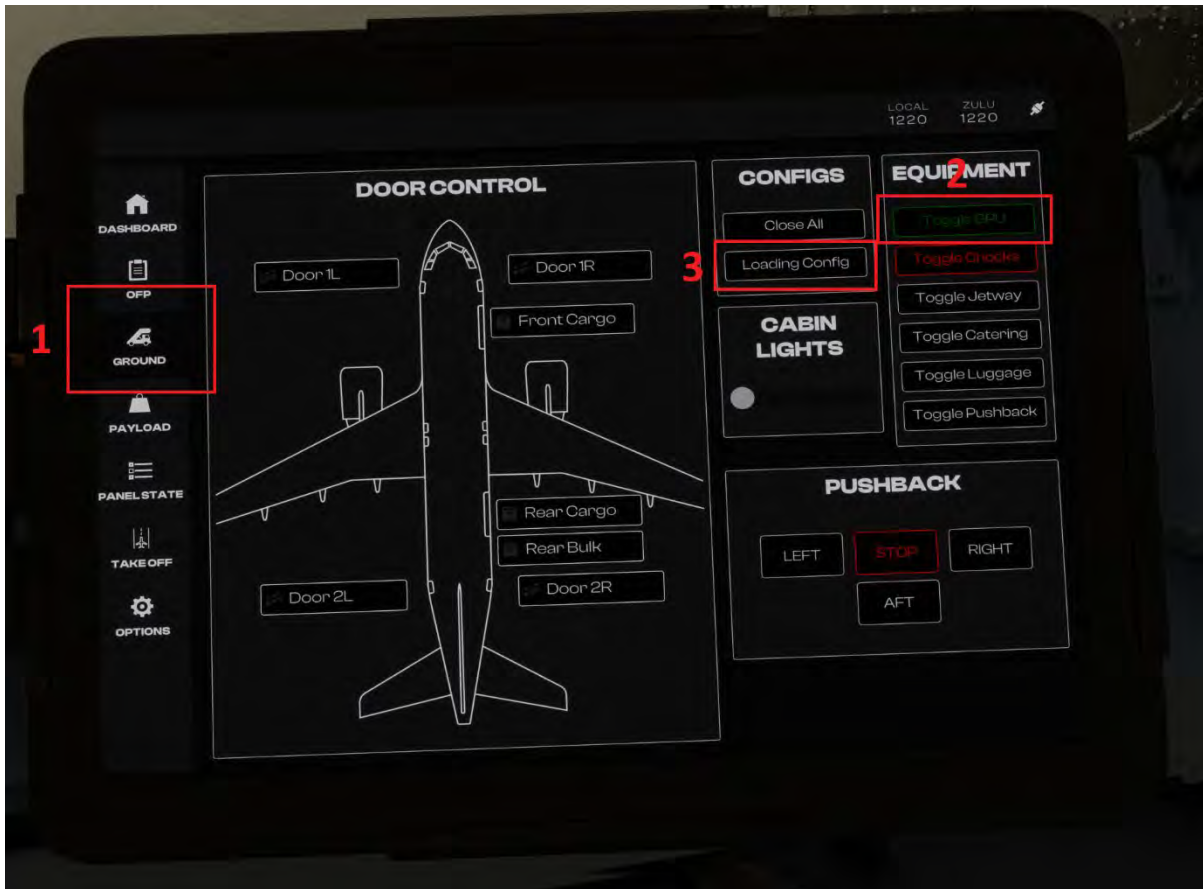 LOCAL ZULU
1220 1220
DASHBOARD
OFP
1
GROUND
PAYLOAD
PANEL STATE
TAKE OFF
OPTIONS
DOOR CONTROL
Door 1L
Door 1R
Front Cargo
Rear Cargo
Rear Bulk
Door 2L
Door 2R
CONFIGS
Close All
3
Loading Config
CABIN
LIGHTS
EQUIPMENT
2
Toggle GPU
Toggle Chocks
Toggle Jetway
Toggle Catering
Toggle Luggage
Toggle Pushback
PUSHBACK
LEFT STOP RIGHT
AFT